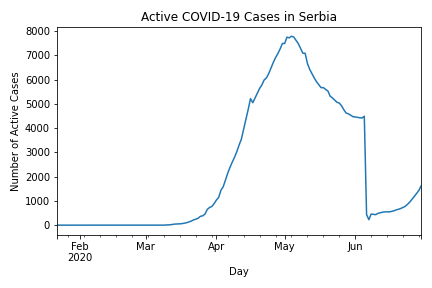 Active COVID-19 Cases in Serbia
8000
7000
6000
5000
4000
3000
2000
1000
0
Number of Active Cases
Feb Mar Apr May Jun
2020
Day